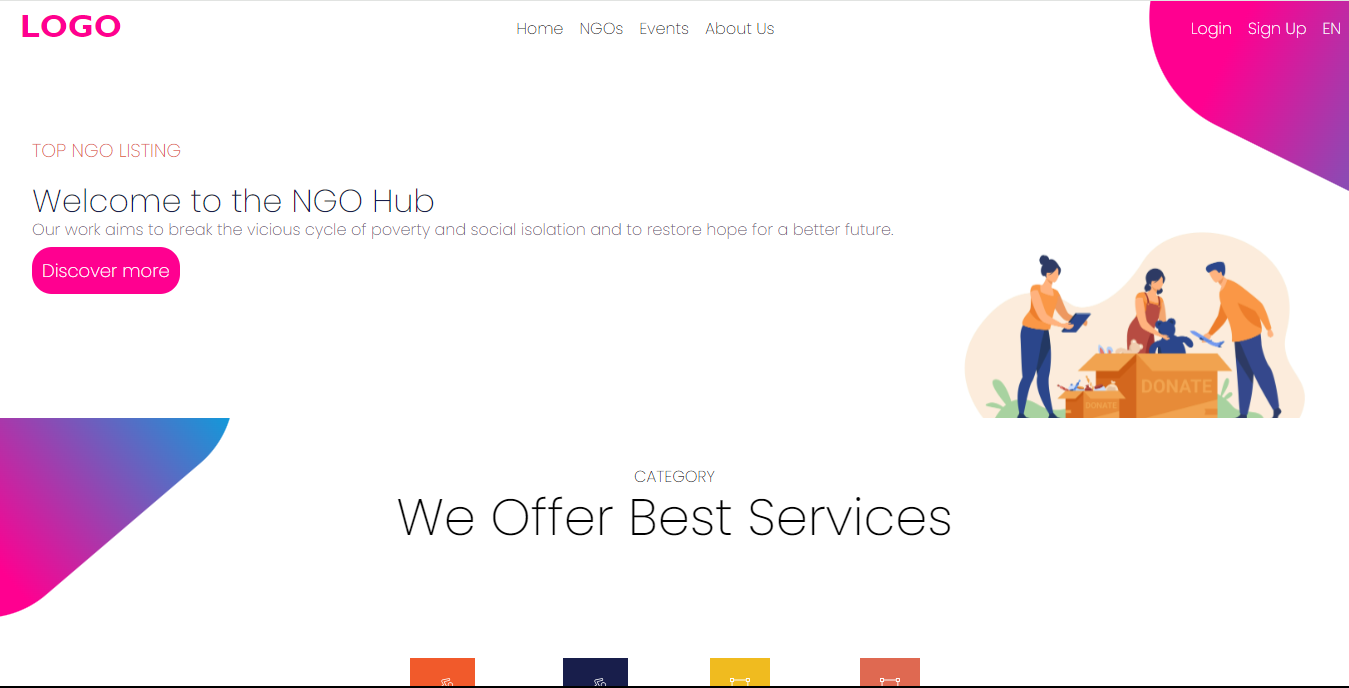 LOGO
Home NGOs Events About Us
Login Sign Up EN
TOP NGO LISTING
Welcome to the NGO Hub
Our work aims to break the vicious cycle of poverty and social isolation and to restore hope for a better future.
Discover more
DONATE
DONATE
CATEGORY
We Offer Best Services